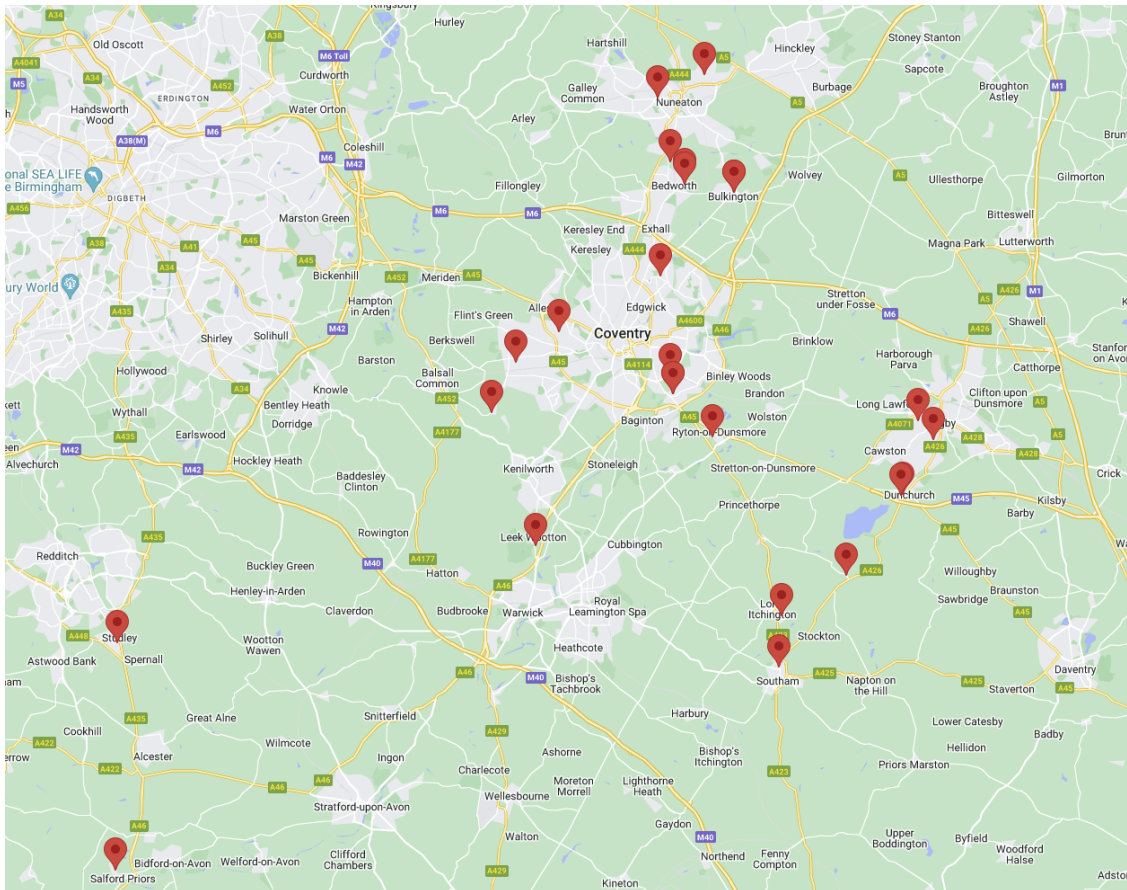 A34
Kingsbury
Hurley
A38
Stoney Stanton
Old Oscott
M6 Toll
Hartshill
Hinckley
A5
A4041
A34
Curdworth
A444
Sapcote
M5
A452
Galley
Common
Burbage
Broughton
Astley
M1
ERDINGTON
Nuneaton
Handsworth
Wood
Water Orton
A5
M6
Arley
A38(M)
Coleshill
M6
M42
Wolvey
A5
Ullesthorpe
Gilmorton
onal SEA LIFE
e Birmingham
Fillongley
Bedworth
Bulkington
DIGBETH
A456
Marston Green
M6
M6
Bitteswell
Keresley End
Exhall
A38
A41
A45
Keresley
A444
Magna Park
Lutterworth
A45
Bickenhill
A452
Meriden
A45
A34
ury World
Hampton
in Arden
A426
M1
Stretton
under Fosse
A5
A435
Flint's Green
Edgwick
M6
M42
Coventry
A4600
A46
A426
Shawell
Shirley
Solihull
Berkswell
Brinklow
Barston
Harborough
Parva
Catthorpe
A45
A4114
Hollywood
Balsall
Common
Binley Woods
Knowle
A34
Brandon
Clifton upon
Dunsmore
A452
Long Lawf
A5
Wythall
Bentley Heath
Dorridge
Baginton
A45
Wolston
A4071
A435
Earlswood
A4177
Ryton-on-Dunsmore
A426
A428
M42
Cawston
A428
Alvechurch
M42
Hockley Heath
Kenilworth
Stoneleigh
Stretton-on-Dunsmore
Crick
Baddesley
Clinton
Dunchurch
M45
Kilsby
Princethorpe
Barby
A435
Rowington
Leek Wootton
A45
Cubbington
Redditch
A4177
M40
Buckley Green
Hatton
A426
Willoughby
A46
Henley-in-Arden
Braunston
Claverdon
Budbrooke
Warwick
Royal
Leamington Spa
Sawbridge
Long
Itchington
A45
A448
Studley
Wootton
Wawen
A423
Stockton
Heathcote
Astwood Bank
Spernall
A46
Daventry
M40
Bishop's
Tachbrook
Southam
A425
Napton on
the Hill
A425
Staverton
A45
A435
Great Alne
Snitterfield
Harbury
Lower Catesby
Cookhill
A429
Badby
A422
Wilmcote
Ashorne
Bishop's
Itchington
Hellidon
Alcester
Ingon
A422
Charlecote
Moreton
Morrell
Lighthorne
Heath
A423
Priors Marston
A46
A46
Stratford-upon-Avon
Wellesbourne
A46
Gaydon
Walton
M40
Upper
Boddington
Byfield
Bidford-on-Avon
Welford-on-Avon
Clifford
Chambers
Northend
Fenny
Compton
Woodford
Halse
Salford Priors
A429
Kineton